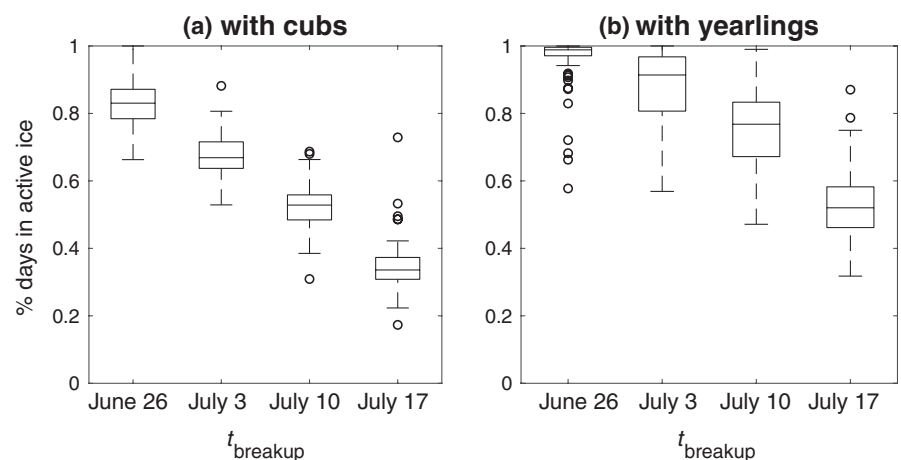 (a) with cubs
(b) with yearlings
% days in active ice
1
0.8
0.6
0.4
0.2
0
June 26 July 3 July 10 July 17
t breakup
1
0.8
0.6
0.4
0.2
0
June 26 July 3 July 10 July 17
t breakup